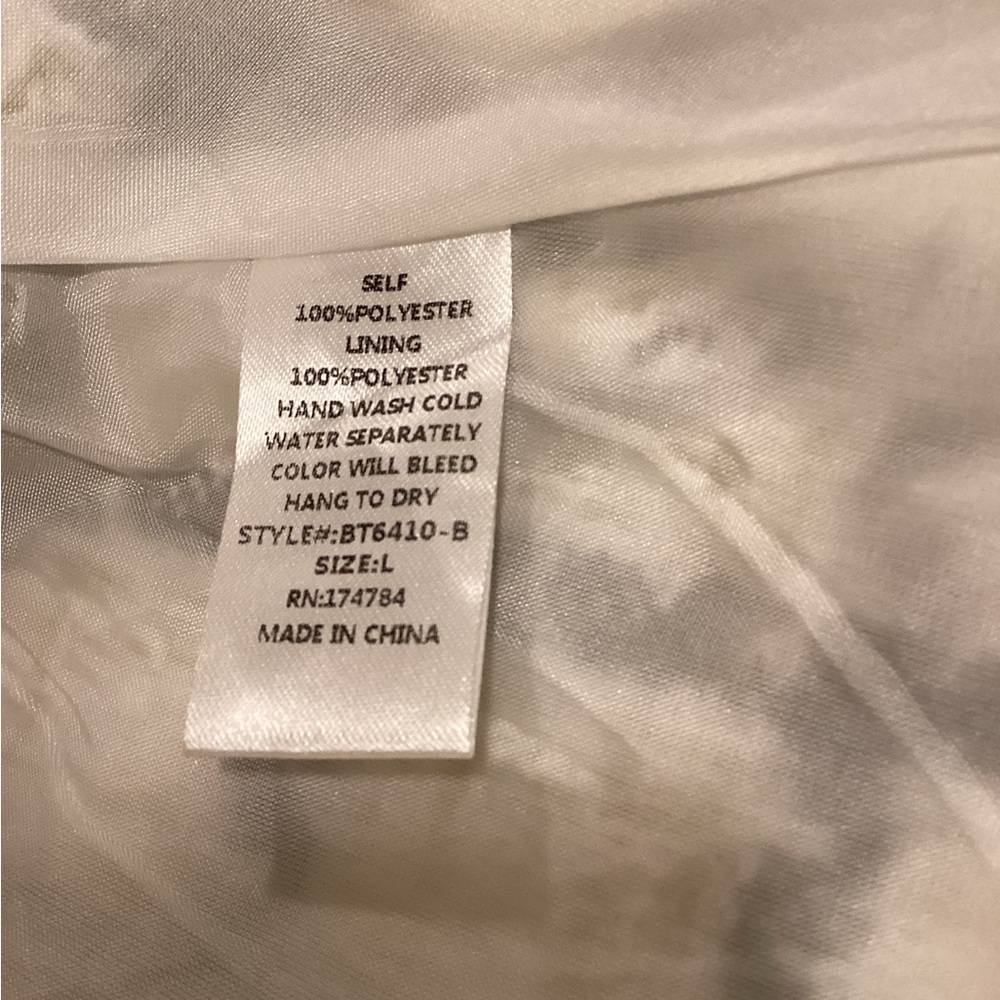 SELF
100%POLYESTER
LINING
100%POLYESTER
HAND WASH COLD
WATER SEPARATELY
COLOR WILL BLEED
HANG TO DRY
STYLE#:BT6410-B
SIZE:L
RN:174784
MADE IN CHINA